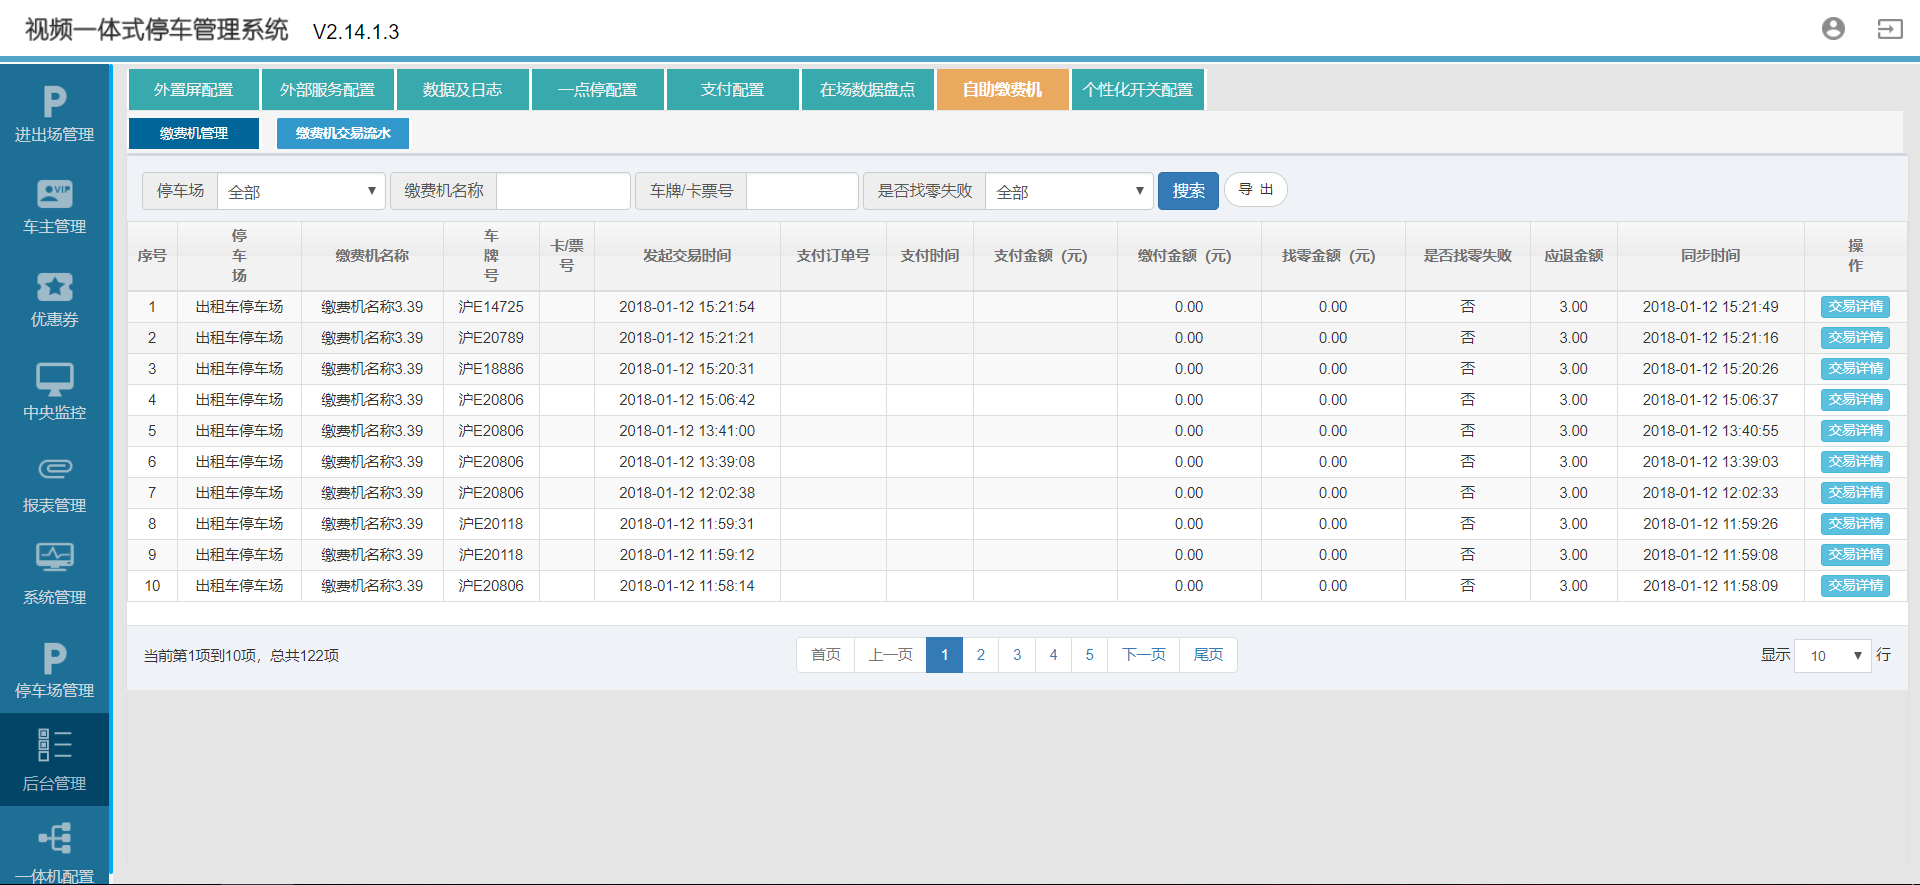 视频一体式停车管理系统 V2.14.1.3
进出场管理
车主管理
优惠券
中央监控
报表管理
系统管理
停车场管理
后台管理
一体机配置
外置屏配置 外部服务配置 数据及日志 一点停配置 支付配置 在场数据盘点 自助缴费机 个性化开关配置
缴费机管理 缴费机交易流水
停车场 全部 缴费机名称 车牌/卡票号 是否找零失败 全部 搜索 导 出
序号 停车场 缴费机名称 车牌号 卡/票号 发起交易时间 支付订单号 支付时间 支付金额（元） 缴付金额（元） 找零金额（元） 是否找零失败 应退金额 同步时间 操作
1 出租车停车场 缴费机名称3.39 沪E14725 2018-01-12 15:21:54 0.00 0.00 否 3.00 2018-01-12 15:21:49 交易详情
2 出租车停车场 缴费机名称3.39 沪E20789 2018-01-12 15:21:21 0.00 0.00 否 3.00 2018-01-12 15:21:16 交易详情
3 出租车停车场 缴费机名称3.39 沪E18886 2018-01-12 15:20:31 0.00 0.00 否 3.00 2018-01-12 15:20:26 交易详情
4 出租车停车场 缴费机名称3.39 沪E20806 2018-01-12 15:06:42 0.00 0.00 否 3.00 2018-01-12 15:06:37 交易详情
5 出租车停车场 缴费机名称3.39 沪E20806 2018-01-12 13:41:00 0.00 0.00 否 3.00 2018-01-12 13:40:55 交易详情
6 出租车停车场 缴费机名称3.39 沪E20806 2018-01-12 13:39:08 0.00 0.00 否 3.00 2018-01-12 13:39:03 交易详情
7 出租车停车场 缴费机名称3.39 沪E20806 2018-01-12 12:02:38 0.00 0.00 否 3.00 2018-01-12 12:02:33 交易详情
8 出租车停车场 缴费机名称3.39 沪E20118 2018-01-12 11:59:31 0.00 0.00 否 3.00 2018-01-12 11:59:26 交易详情
9 出租车停车场 缴费机名称3.39 沪E20118 2018-01-12 11:59:12 0.00 0.00 否 3.00 2018-01-12 11:59:08 交易详情
10 出租车停车场 缴费机名称3.39 沪E20806 2018-01-12 11:58:14 0.00 0.00 否 3.00 2018-01-12 11:58:09 交易详情
当前第1项到10项，总共122项 首页 上一页 1 2 3 4 5 下一页 尾页 显示 10 行